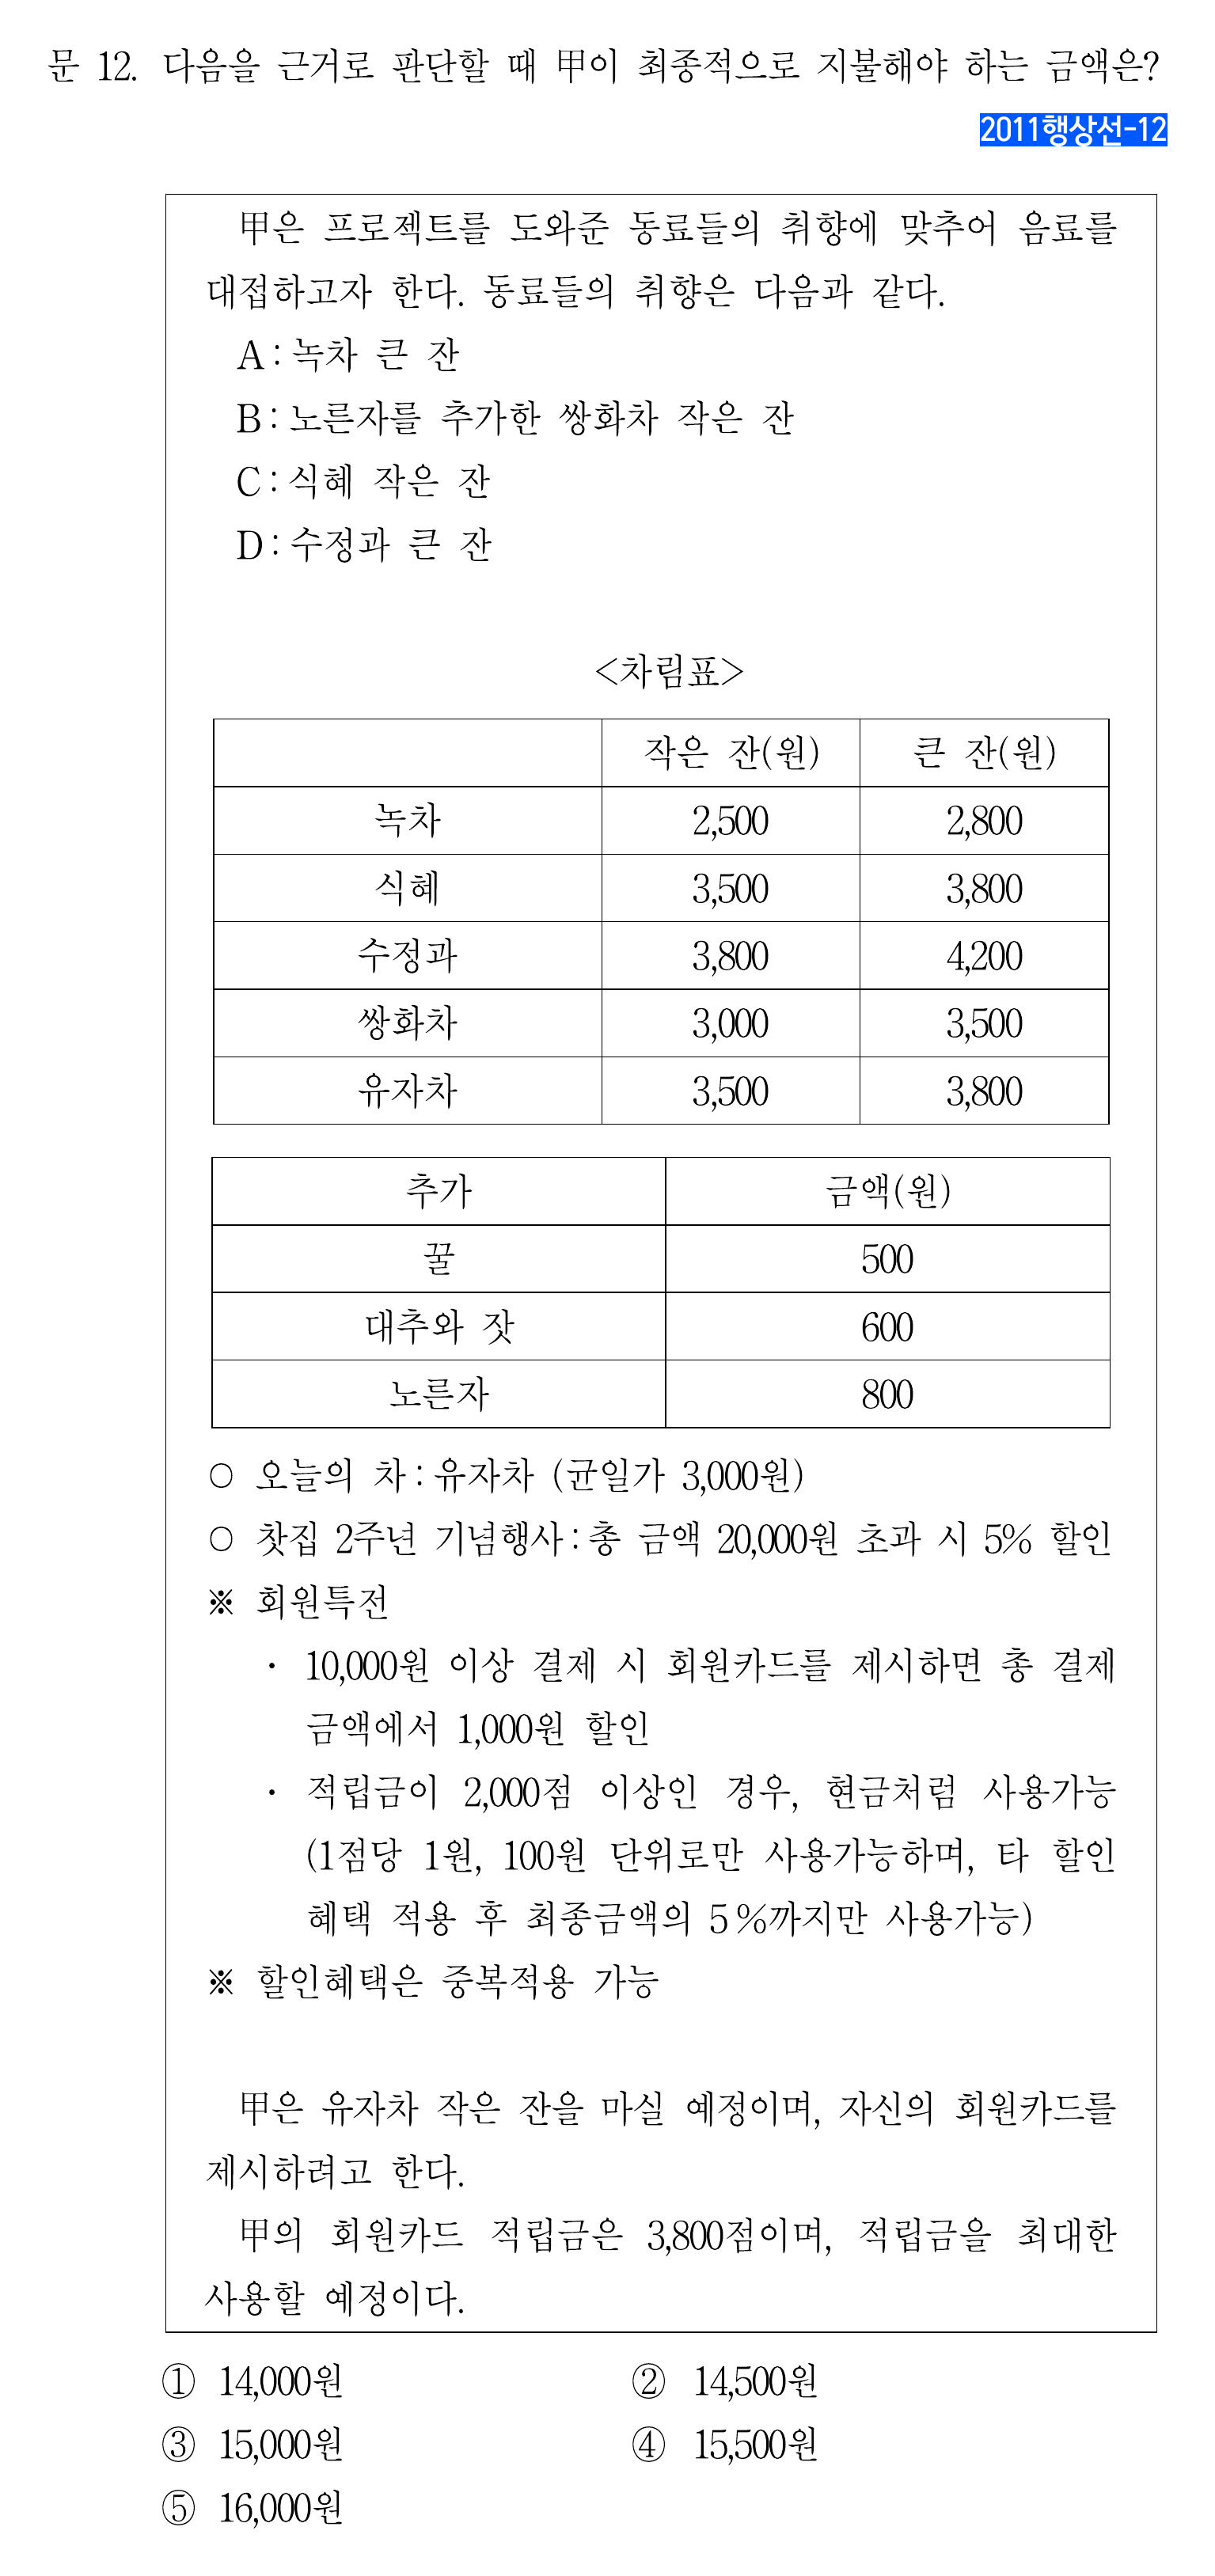 문 12. 다음을 근거로 판단할 때 甲이 최종적으로 지불해야 하는 금액은?
2011행상선-12
甲은 프로젝트를 도와준 동료들의 취향에 맞추어 음료를
대접하고자 한다. 동료들의 취향은 다음과 같다.
A : 녹차 큰 잔
B : 노른자를 추가한 쌍화차 작은 잔
C : 식혜 작은 잔
D : 수정과 큰 잔
<차림표>
작은 잔(원) 큰 잔(원)
녹차 2,500 2,800
식혜 3,500 3,800
수정과 3,800 4,200
쌍화차 3,000 3,500
유자차 3,500 3,800
추가 금액(원)
꿀 500
대추와 잣 600
노른자 800
○ 오늘의 차 : 유자차 (균일가 3,000원)
○ 찻집 2주년 기념행사 : 총 금액 20,000원 초과 시 5% 할인
※ 회원특전
· 10,000원 이상 결제 시 회원카드를 제시하면 총 결제
금액에서 1,000원 할인
· 적립금이 2,000점 이상인 경우, 현금처럼 사용가능
(1점당 1원, 100원 단위로만 사용가능하며, 타 할인
혜택 적용 후 최종금액의 5%까지만 사용가능)
※ 할인혜택은 중복적용 가능
甲은 유자차 작은 잔을 마실 예정이며, 자신의 회원카드를
제시하려고 한다.
甲의 회원카드 적립금은 3,800점이며, 적립금을 최대한
사용할 예정이다.
① 14,000원 ② 14,500원
③ 15,000원 ④ 15,500원
⑤ 16,000원